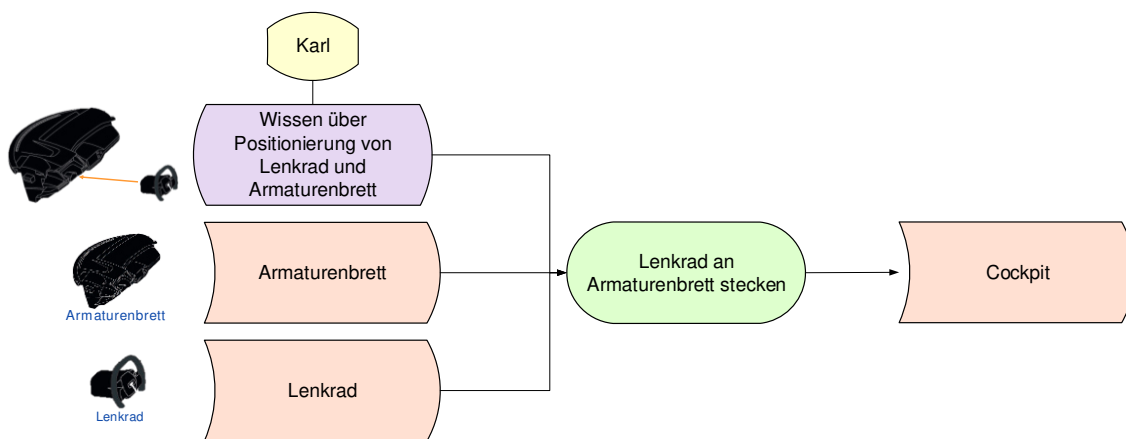 Karl
Wissen über
Positionierung von
Lenkrad und
Armaturenbrett
Armaturenbrett
Armaturenbrett
Lenkrad an
Armaturenbrett stecken
Cockpit
Lenkrad
Lenkrad